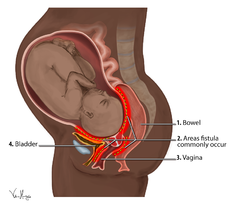 1. Bowel
2. Areas fistula
commonly occur
3. Vagina
4. Bladder